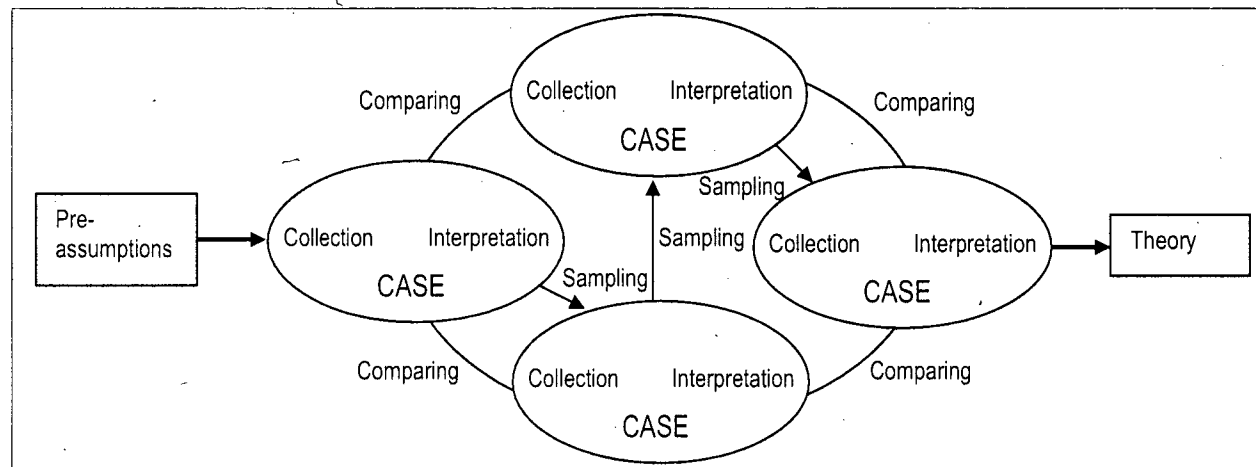 Collection Interpretation
CASE
Comparing
Comparing
Pre-
assumptions
Collection Interpretation
CASE
Sampling
Sampling
Sampling
Collection Interpretation
CASE
Theory
Comparing
Collection Interpretation
CASE
Comparing